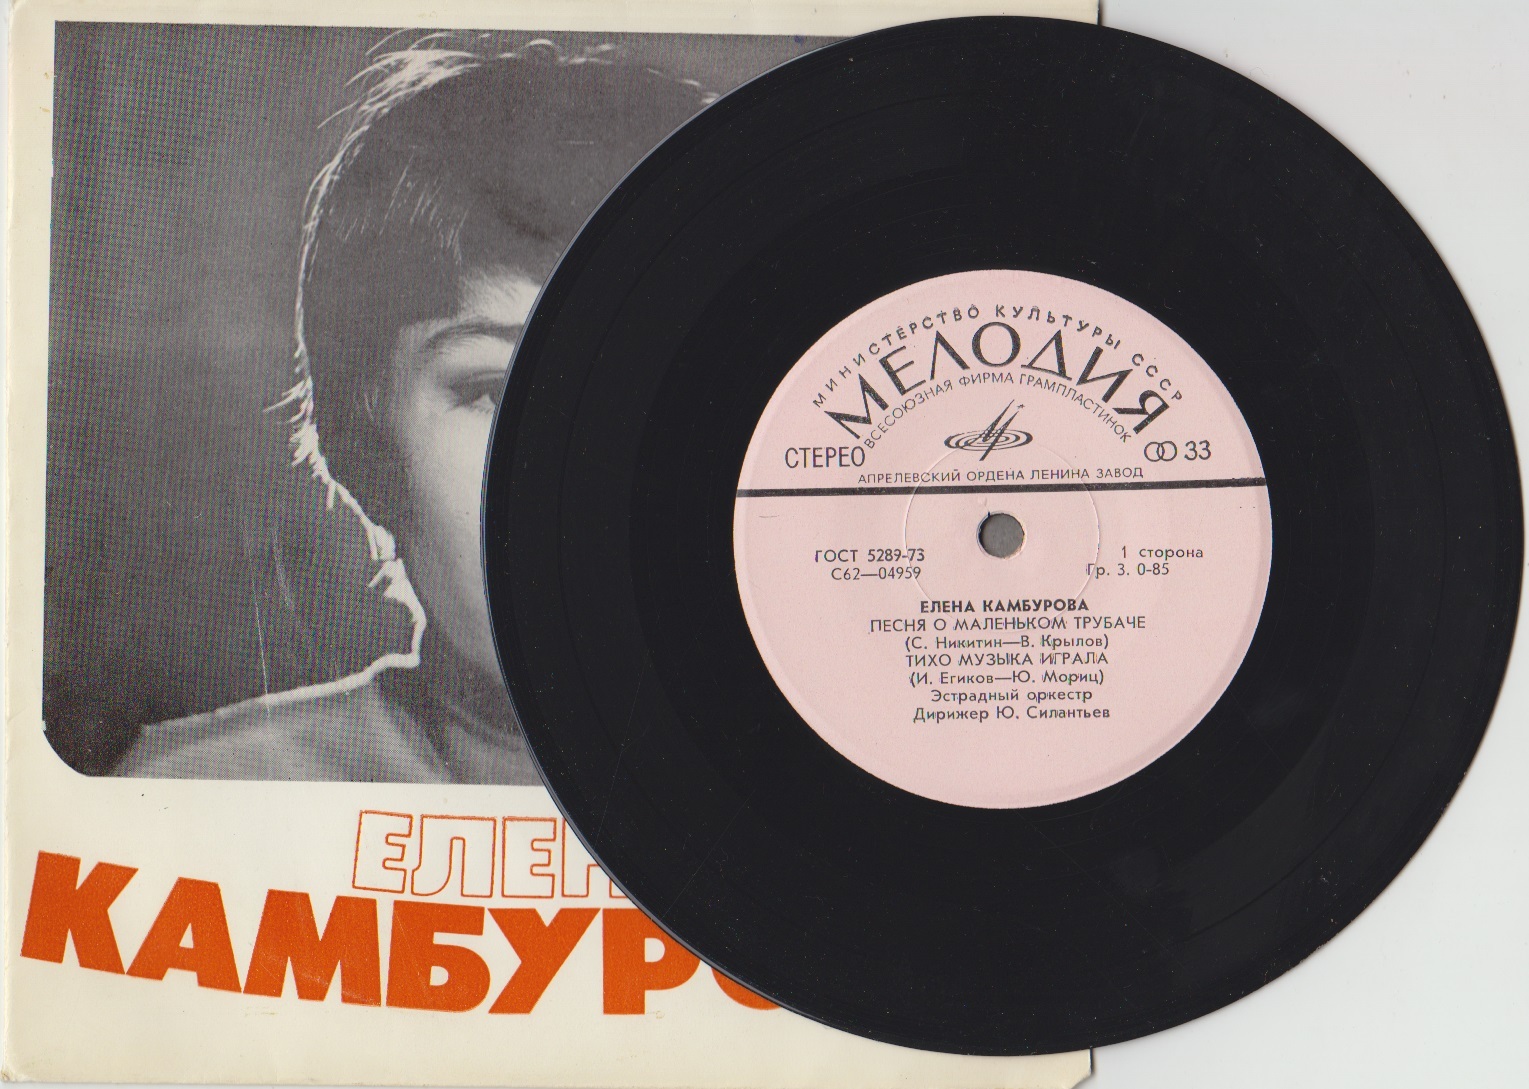 МИНИСТЕРСТВО КУЛЬТУРЫ СССР
МЕЛОДИЯ
ВСЕСОЮЗНАЯ ФИРМА ГРАМПЛАСТИНОК
СТЕРЕО
33
АПРЕЛЕВСКИЙ ОРДЕНА ЛЕНИНА ЗАВОД
ГОСТ 5289-73
1 сторона
С62—04959
Гр. 3. 0-85
ЕЛЕНА КАМБУРОВА
ПЕСНЯ О МАЛЕНЬКОМ ТРУБАЧЕ
(С. Никитин—В. Крылов)
ТИХО МУЗЫКА ИГРАЛА
(И. Егиков—Ю. Мориц)
Эстрадный оркестр
Дирижер Ю. Силантьев
ЕЛЕН
КАМБУРО